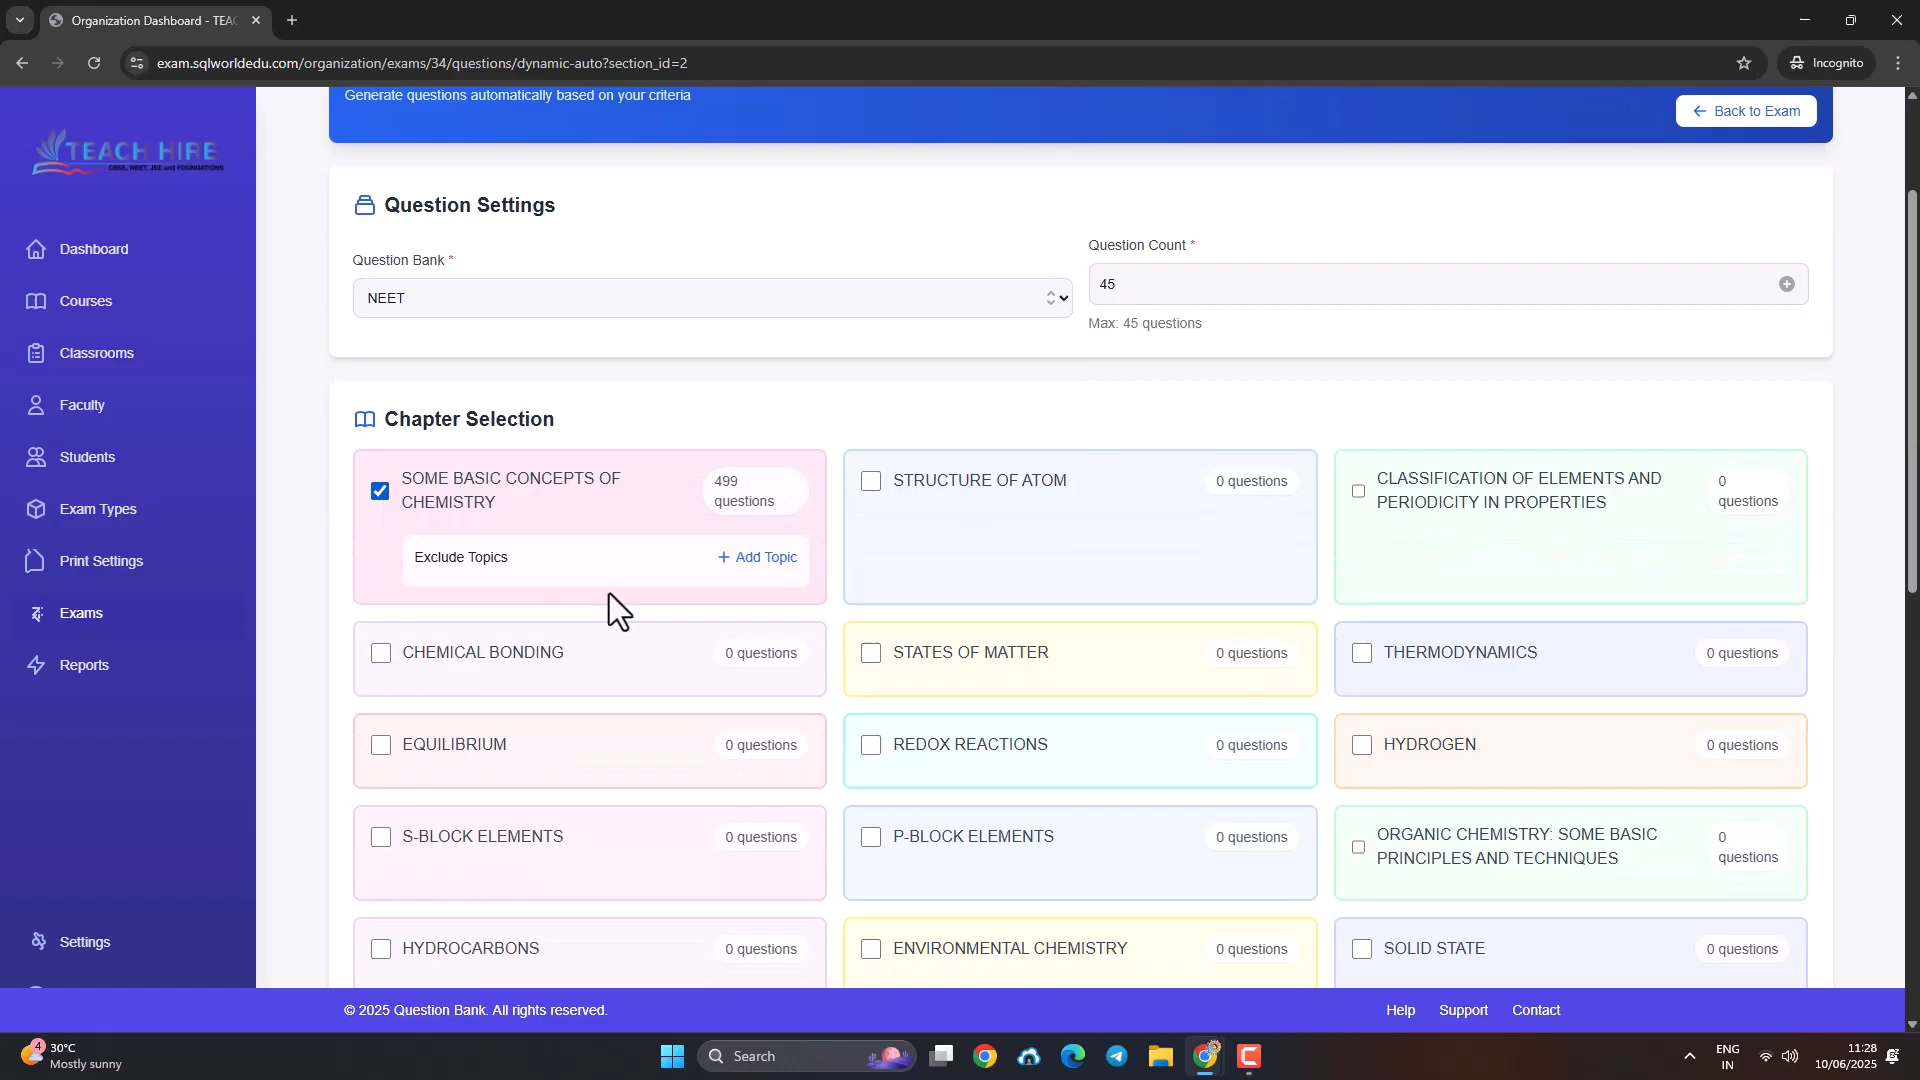 Organization Dashboard - TEAC
exam.sqlworldedu.com/organization/exams/34/questions/dynamic-auto?section_id=2
Incognito
Generate questions automatically based on your criteria
Back to Exam
TEACH HIRE
CBSE, NEET, JEE and FOUNDATIONS
Dashboard
Courses
Classrooms
Faculty
Students
Exam Types
Print Settings
Exams
Reports
Settings
Question Settings
Question Bank *
NEET
Question Count *
45
Max: 45 questions
Chapter Selection
SOME BASIC CONCEPTS OF
CHEMISTRY
499
questions
Exclude Topics
+ Add Topic
STRUCTURE OF ATOM
0 questions
CLASSIFICATION OF ELEMENTS AND
PERIODICITY IN PROPERTIES
0
questions
CHEMICAL BONDING
0 questions
STATES OF MATTER
0 questions
THERMODYNAMICS
0 questions
EQUILIBRIUM
0 questions
REDOX REACTIONS
0 questions
HYDROGEN
0 questions
S-BLOCK ELEMENTS
0 questions
P-BLOCK ELEMENTS
0 questions
ORGANIC CHEMISTRY: SOME BASIC
PRINCIPLES AND TECHNIQUES
0
questions
HYDROCARBONS
0 questions
ENVIRONMENTAL CHEMISTRY
0 questions
SOLID STATE
0 questions
© 2025 Question Bank. All rights reserved.
Help
Support
Contact
4
30°C
Mostly sunny
Search
ENG
IN
11:28
10/06/2025